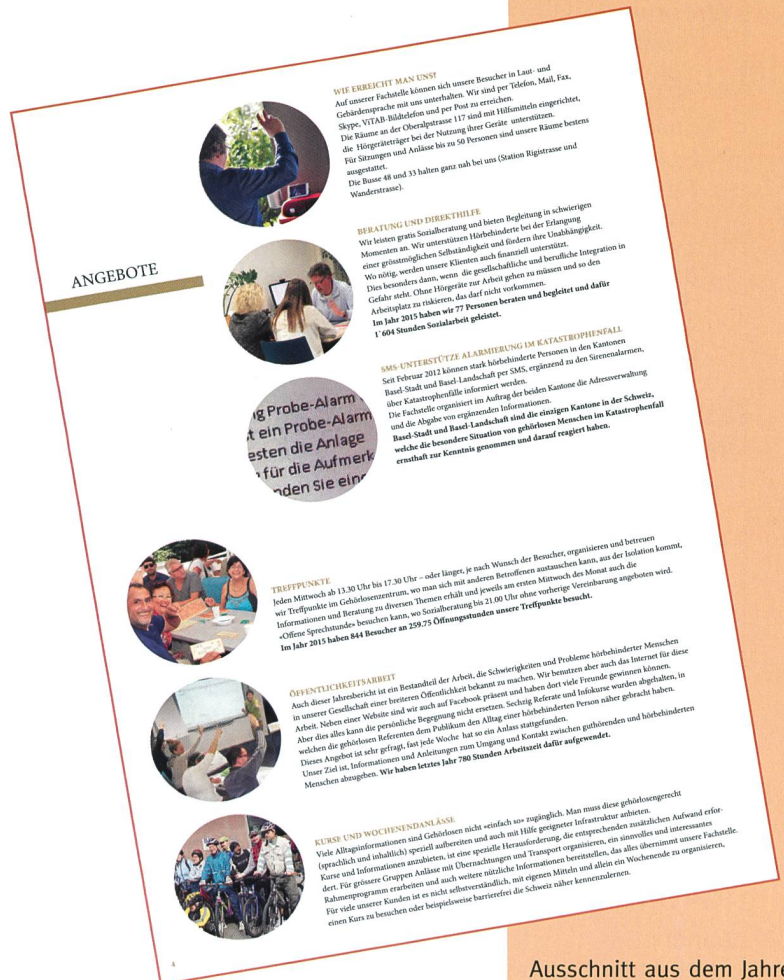 WIE ERREICHT MAN UNS?
Auf unserer Fachstelle können sich unsere Besucher in Laut- und
Gebärdensprache mit uns unterhalten. Wir sind per Telefon, Mail, Fax,
Skype, ViTAB-Bildtelefon und per Post zu erreichen.
Die Räume an der Oberalpstrasse 117 sind mit Hilfsmitteln eingerichtet,
die Hörgeräteträger bei der Nutzung ihrer Geräte unterstützen.
Für Sitzungen und Anlässe bis zu 50 Personen sind unsere Räume bestens
ausgestattet.
Die Busse 48 und 33 halten ganz nah bei uns (Station Rigistrasse und
Wanderstrasse).
ANGEBOTE
BERATUNG UND DIREKTHILFE
Wir leisten gratis Sozialberatung und bieten Begleitung in schwierigen
Momenten an. Wir unterstützen Hörbehinderte bei der Erlangung
einer grösstmöglichen Selbständigkeit und fördern ihre Unabhängigkeit.
Wo nötig, werden unsere Klienten auch finanziell unterstützt.
Dies besonders dann, wenn die gesellschaftliche und berufliche Integration in
Gefahr steht. Ohne Hörgeräte zur Arbeit gehen zu müssen und so den
Arbeitsplatz zu riskieren, das darf nicht vorkommen.
Im Jahr 2015 haben wir 77 Personen beraten und begleitet und dafür
1`604 Stunden Sozialarbeit geleistet.
SMS-UNTERSTÜTZE ALARMIERUNG IM KATASTROPHENFALL
Seit Februar 2012 können stark hörbehinderte Personen in den Kantonen
Basel-Stadt und Basel-Landschaft per SMS, ergänzend zu den Sirenenalarmen,
über Katastrophenfälle informiert werden.
Die Fachstelle organisiert im Auftrag der beiden Kantone die Adressverwaltung
und die Abgabe von ergänzenden Informationen.
Basel-Stadt und Basel-Landschaft sind die einzigen Kantone in der Schweiz,
welche die besondere Situation von gehörlosen Menschen im Katastrophenfall
ernsthaft zur Kenntnis genommen und darauf reagiert haben.
ig Probe-Alarm
t ein Probe-Alarm
esten die Anlage
für die Aufmerk
nden Sie ein
TREFFPUNKTE
Jeden Mittwoch ab 13.30 Uhr bis 17.30 Uhr – oder länger, je nach Wunsch der Besucher, organisieren und betreuen
wir Treffpunkte im Gehörlosenzentrum, wo man sich mit anderen Betroffenen austauschen kann, aus der Isolation kommt,
Informationen und Beratung zu diversen Themen erhält und jeweils am ersten Mittwoch des Monat auch die
«Offene Sprechstunde» besuchen kann, wo Sozialberatung bis 21.00 Uhr ohne vorherige Vereinbarung angeboten wird.
Im Jahr 2015 haben 844 Besucher an 259.75 Öffnungsstunden unsere Treffpunkte besucht.
ÖFFENTLICHKEITSARBEIT
Auch dieser Jahresbericht ist ein Bestandteil der Arbeit, die Schwierigkeiten und Probleme hörbehinderter Menschen
in unserer Gesellschaft einer breiteren Öffentlichkeit bekannt zu machen. Wir benutzen aber auch das Internet für diese
Arbeit. Neben einer Website sind wir auch auf Facebook präsent und haben dort viele Freunde gewinnen können.
Aber dies alles kann die persönliche Begegnung nicht ersetzen. Sechzig Referate und Infokurse wurden abgehalten, in
welchen die gehörlosen Referenten dem Publikum den Alltag einer hörbehinderten Person näher gebracht haben.
Dieses Angebot ist sehr gefragt, fast jede Woche hat so ein Anlass stattgefunden.
Unser Ziel ist, Informationen und Anleitungen zum Umgang und Kontakt zwischen guthörenden und hörbehinderten
Menschen abzugeben. Wir haben letztes Jahr 780 Stunden Arbeitszeit dafür aufgewendet.
KURSE UND WOCHENENDANLÄSSE
Viele Alltagsinformationen sind Gehörlosen nicht «einfach so» zugänglich. Man muss diese gehörlosengerecht
(sprachlich und inhaltlich) speziell aufbereiten und auch mit Hilfe geeigneter Infrastruktur anbieten.
Kurse und Informationen anzubieten, ist eine spezielle Herausforderung, die entsprechenden zusätzlichen Aufwand erfor-
dert. Für grössere Gruppen Anlässe mit Übernachtungen und Transport organisieren, ein sinnvolles und interessantes
Rahmenprogramm erarbeiten und auch weitere nützliche Informationen bereitstellen, das alles übernimmt unsere Fachstelle.
Für viele unserer Kunden ist es nicht selbstverständlich, mit eigenen Mitteln und allein ein Wochenende zu organisieren,
einen Kurs zu besuchen oder beispielsweise barrierefrei die Schweiz näher kennenzulernen.
4
Ausschnitt aus dem Jahre